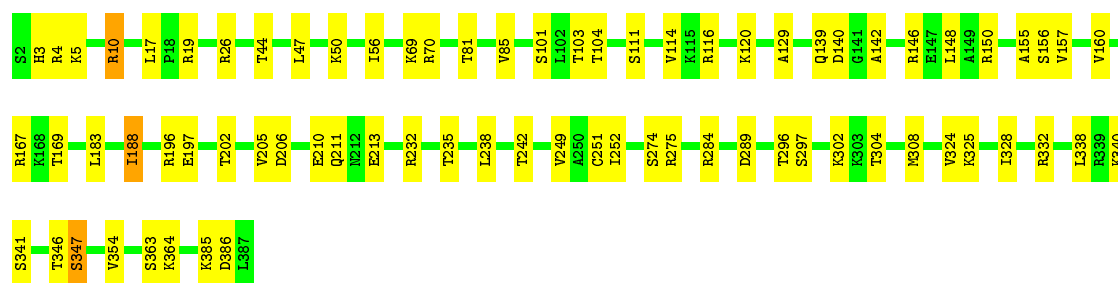 S2 H3 R4 K5 R10 L17 P18 R19 R26 T44 L47 K50 I56 K69 R70 T81 V85 S101 L102 T103 T104 S111 V114 K115 R116 K120 A129 Q139 D140 G141 A142 R146 E147 L148 A149 R150 A155 S156 V157 V160
R167 K168 T169 L183 I188 R196 E197 T202 V205 D206 E210 Q211 N212 E213 R232 T235 L238 T242 V249 A250 C251 I252 S274 R275 R284 D289 T296 S297 K302 K303 T304 M308 V324 K325 I328 R332 L338 R339 K340
S341 T346 S347 V354 S363 K364 K385 D386 L387